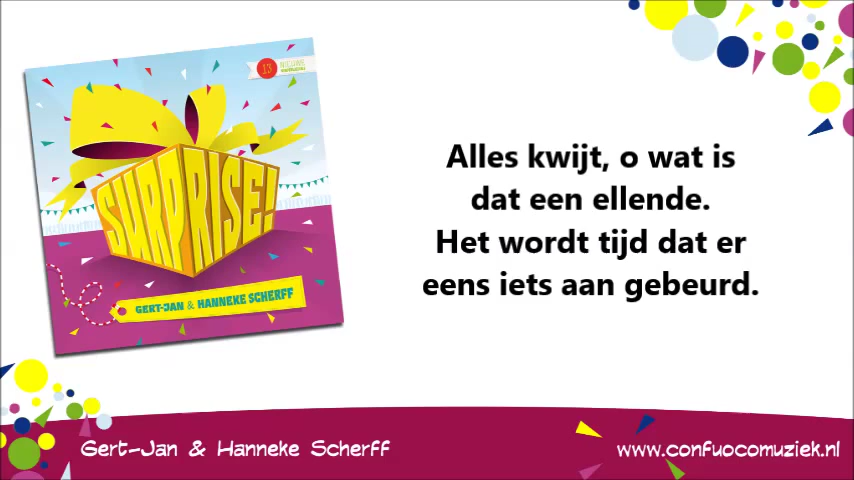 13
SURPRISE!
GERT-JAN & HANNEKE SCHERFF
Alles kwijt, o wat is
dat een ellende.
Het wordt tijd dat er
eens iets aan gebeurd.
Gert-Jan & Hanneke Scherff
www.confuocomuziek.nl